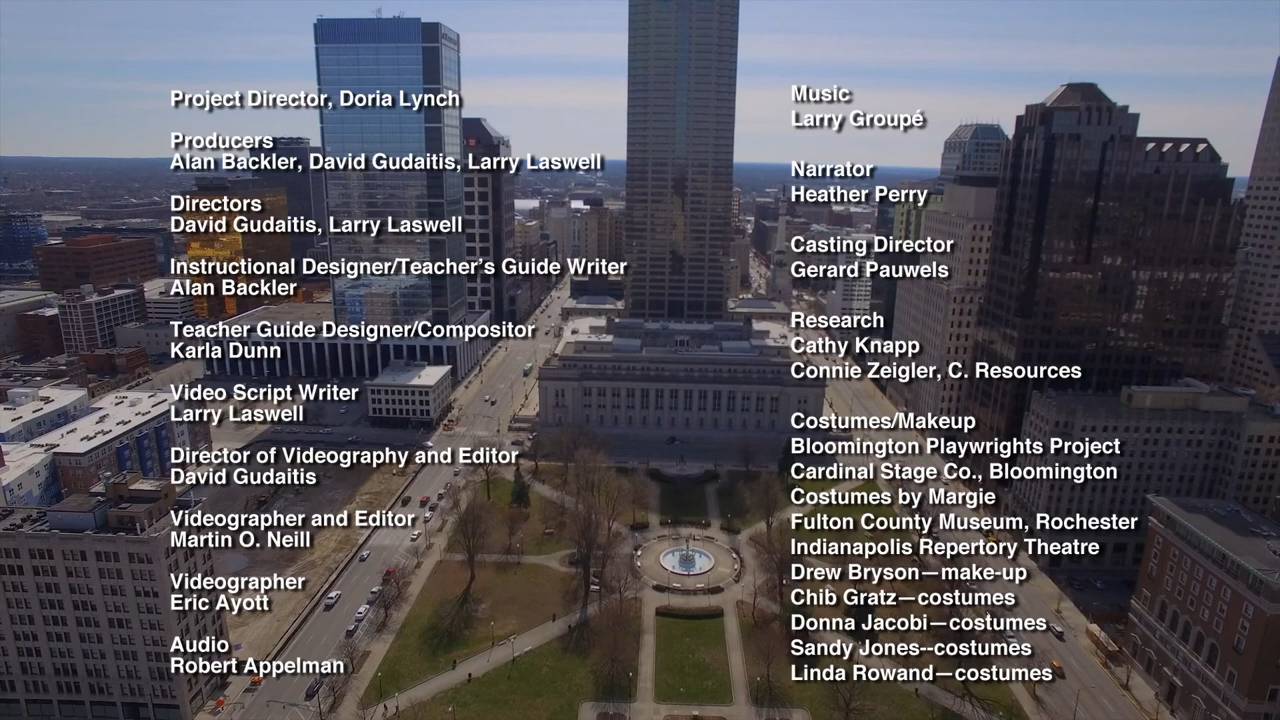 Project Director, Doria Lynch
Producers
Alan Backler, David Gudaitis, Larry Laswell
Directors
David Gudaitis, Larry Laswell
Instructional Designer/Teacher’s Guide Writer
Alan Backler
Teacher Guide Designer/Compositor
Karla Dunn
Video Script Writer
Larry Laswell
Director of Videography and Editor
David Gudaitis
Videographer and Editor
Martin O. Neill
Videographer
Eric Ayott
Audio
Robert Appelman
Music
Larry Groupé
Narrator
Heather Perry
Casting Director
Gerard Pauwels
Research
Cathy Knapp
Connie Zeigler, C. Resources
Costumes/Makeup
Bloomington Playwrights Project
Cardinal Stage Co., Bloomington
Costumes by Margie
Fulton County Museum, Rochester
Indianapolis Repertory Theatre
Drew Bryson—make-up
Chib Gratz—costumes
Donna Jacobi—costumes
Sandy Jones--costumes
Linda Rowand—costumes